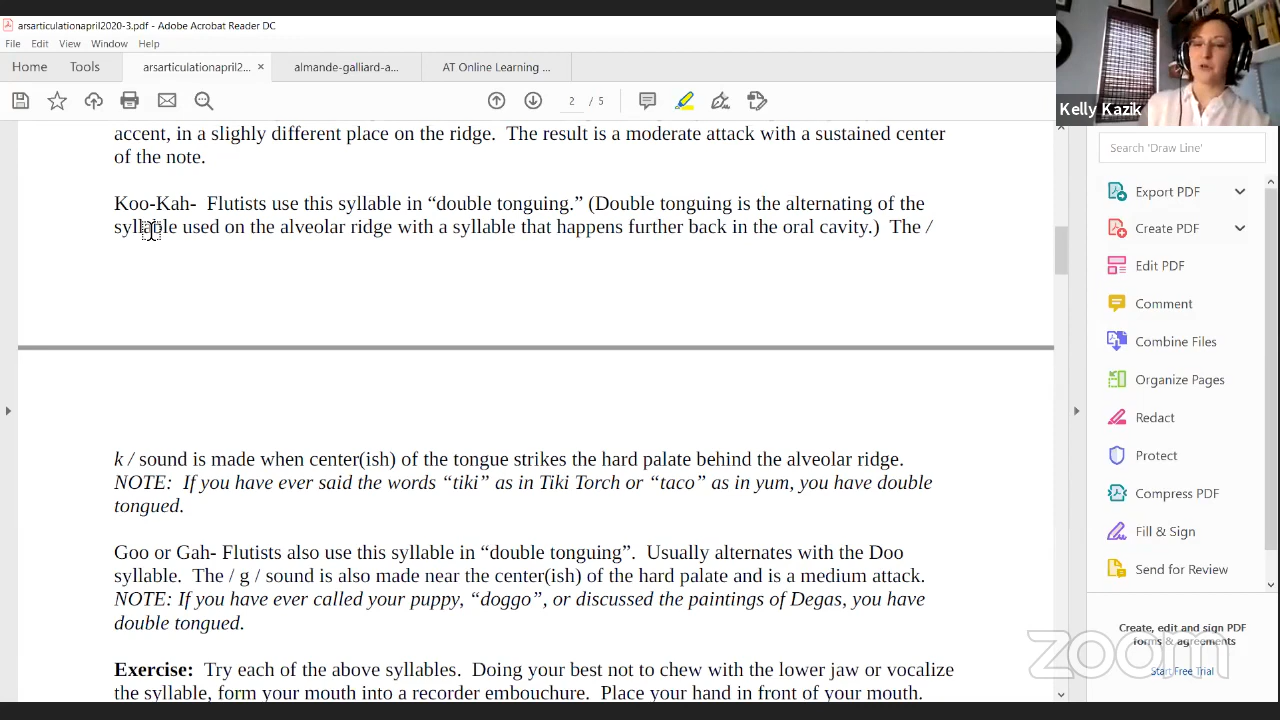 arsarticulationapril2020-3.pdf - Adobe Acrobat Reader DC
File Edit View Window Help
Home Tools arsarticulationapril2... × almande-galliard-a... AT Online Learning ...
2 / 5
Kelly Kazik
accent, in a slighly different place on the ridge. The result is a moderate attack with a sustained center
of the note.
Koo-Kah- Flutists use this syllable in “double tonguing.” (Double tonguing is the alternating of the
syllable used on the alveolar ridge with a syllable that happens further back in the oral cavity.) The /
k / sound is made when center(ish) of the tongue strikes the hard palate behind the alveolar ridge.
NOTE: If you have ever said the words “tiki” as in Tiki Torch or “taco” as in yum, you have double
tongued.
Goo or Gah- Flutists also use this syllable in “double tonguing”. Usually alternates with the Doo
syllable. The / g / sound is also made near the center(ish) of the hard palate and is a medium attack.
NOTE: If you have ever called your puppy, “doggo”, or discussed the paintings of Degas, you have
double tongued.
Exercise: Try each of the above syllables. Doing your best not to chew with the lower jaw or vocalize
the syllable, form your mouth into a recorder embouchure. Place your hand in front of your mouth.
Search 'Draw Line'
Export PDF
Create PDF
Edit PDF
Comment
Combine Files
Organize Pages
Redact
Protect
Compress PDF
Fill & Sign
Send for Review
Create, edit and sign PDF
forms & agreements
Start Free Trial
zoom